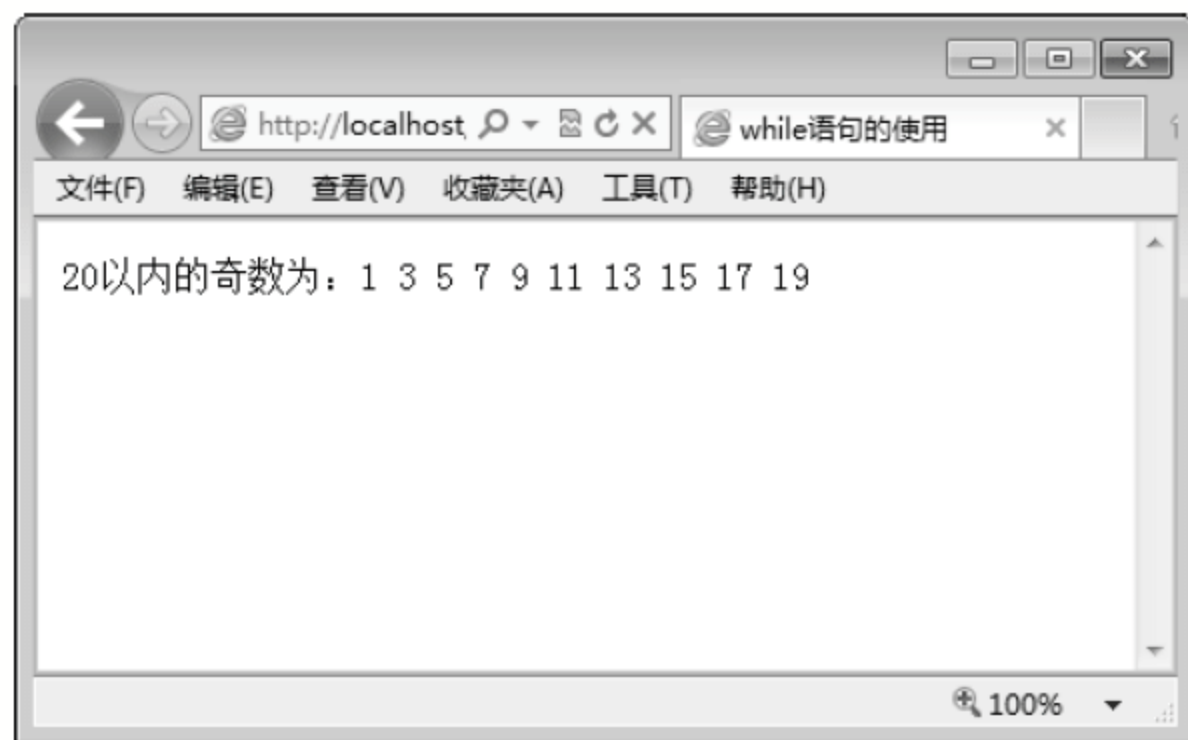 http://localhost
while语句的使用
文件(F) 编辑(E) 查看(V) 收藏夹(A) 工具(T) 帮助(H)
20以内的奇数为：1 3 5 7 9 11 13 15 17 19
100%